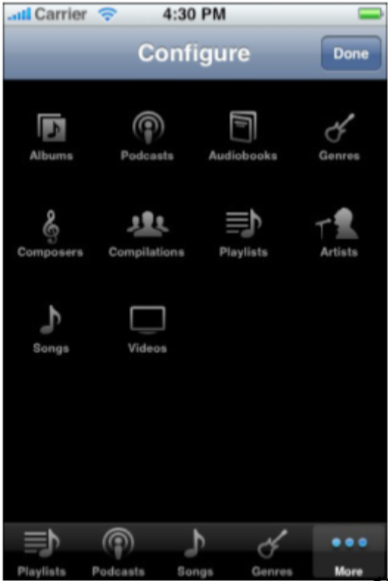 Carrier 4:30 PM
Configure Done
Albums Podcasts Audiobooks Genres
Composers Compilations Playlists Artists
Songs Videos
Playlists Podcasts Songs Genres More